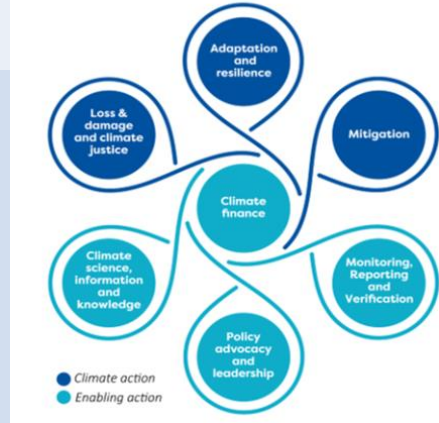 Adaptation
and
resilience
Loss &
damage
and climate
justice
Mitigation
Climate
finance
Climate
science,
information
and
knowledge
Monitoring,
Reporting
and
Verification
Policy
advocacy
and
leadership
Climate action
Enabling action